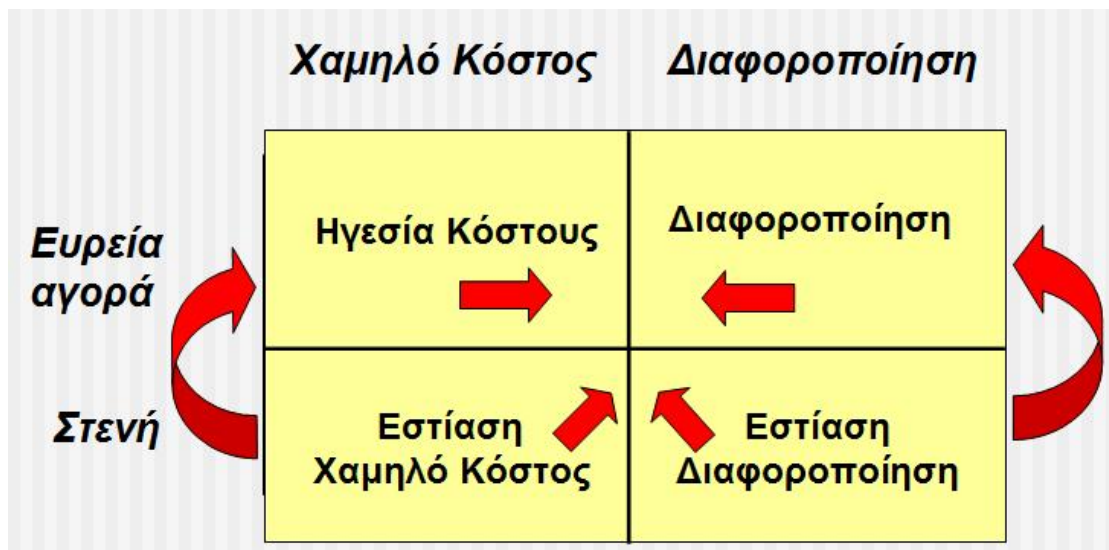 Χαμηλό Κόστος
Διαφοροποίηση
Ευρεία
αγορά
Ηγεσία Κόστους
Διαφοροποίηση
Στενή
Εστίαση
Χαμηλό Κόστος
Εστίαση
Διαφοροποίηση